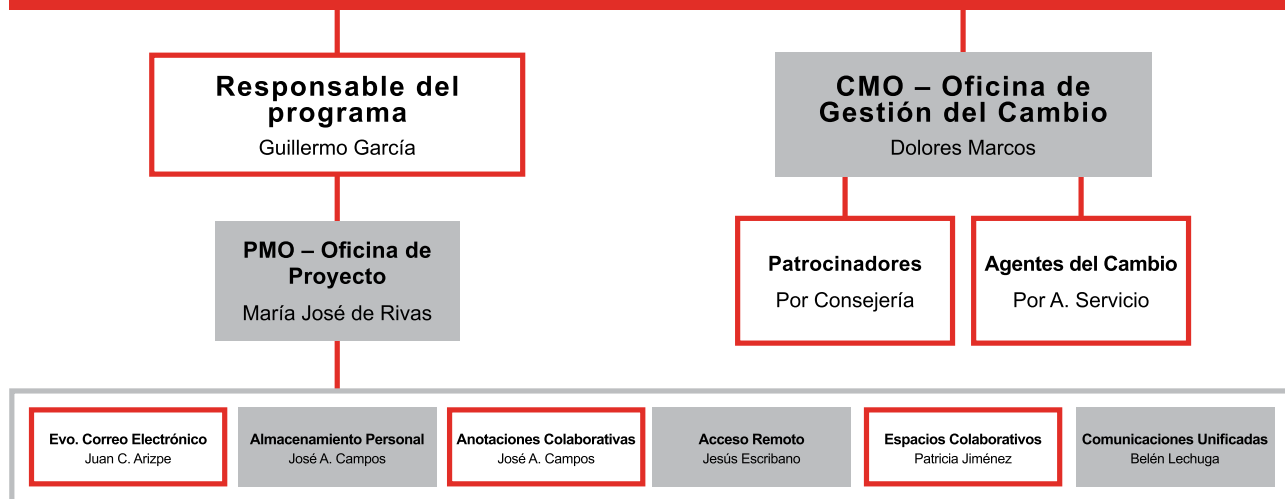 Responsable del
programa
Guillermo García
CMO – Oficina de
Gestión del Cambio
Dolores Marcos
PMO – Oficina de
Proyecto
María José de Rivas
Patrocinadores
Por Consejería
Agentes del Cambio
Por A. Servicio
Evo. Correo Electrónico
Juan C. Arizpe
Almacenamiento Personal
José A. Campos
Anotaciones Colaborativas
José A. Campos
Acceso Remoto
Jesús Escribano
Espacios Colaborativos
Patricia Jiménez
Comunicaciones Unificadas
Belén Lechuga